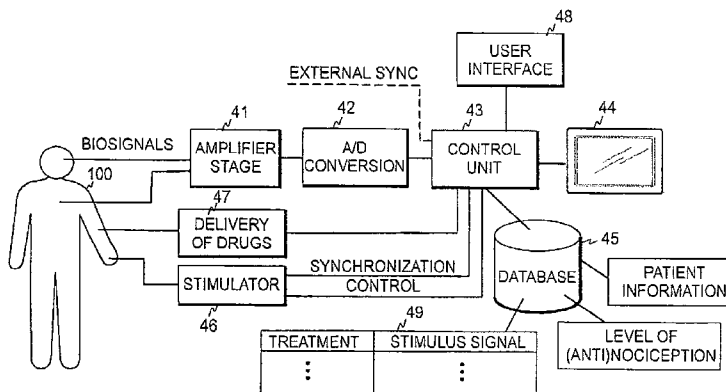 48
USER
INTERFACE
EXTERNAL SYNC
41
42
43
44
BIOSIGNALS
AMPLIFIER
STAGE
A/D
CONVERSION
CONTROL
UNIT
100
47
DELIVERY
OF DRUGS
45
SYNCHRONIZATION
STIMULATOR
CONTROL
DATABASE
PATIENT
INFORMATION
46
49
LEVEL OF
(ANTI)NOCICEPTION
TREATMENT STIMULUS SIGNAL